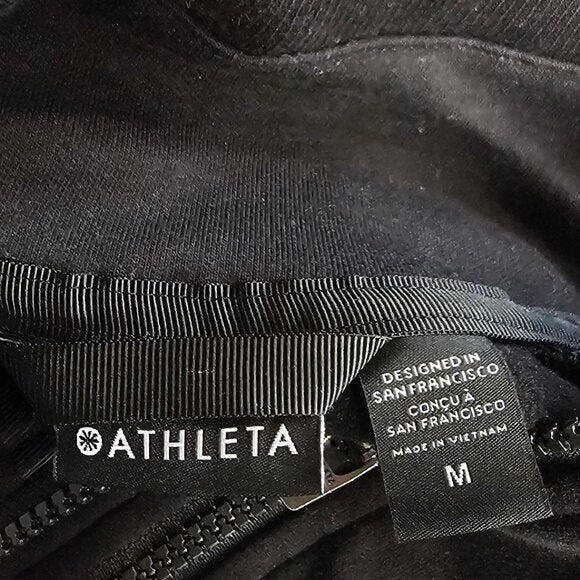 ATHLETA
DESIGNED IN
SAN FRANCISCO
CONÇU À
SAN FRANCISCO
MADE IN VIETNAM
M